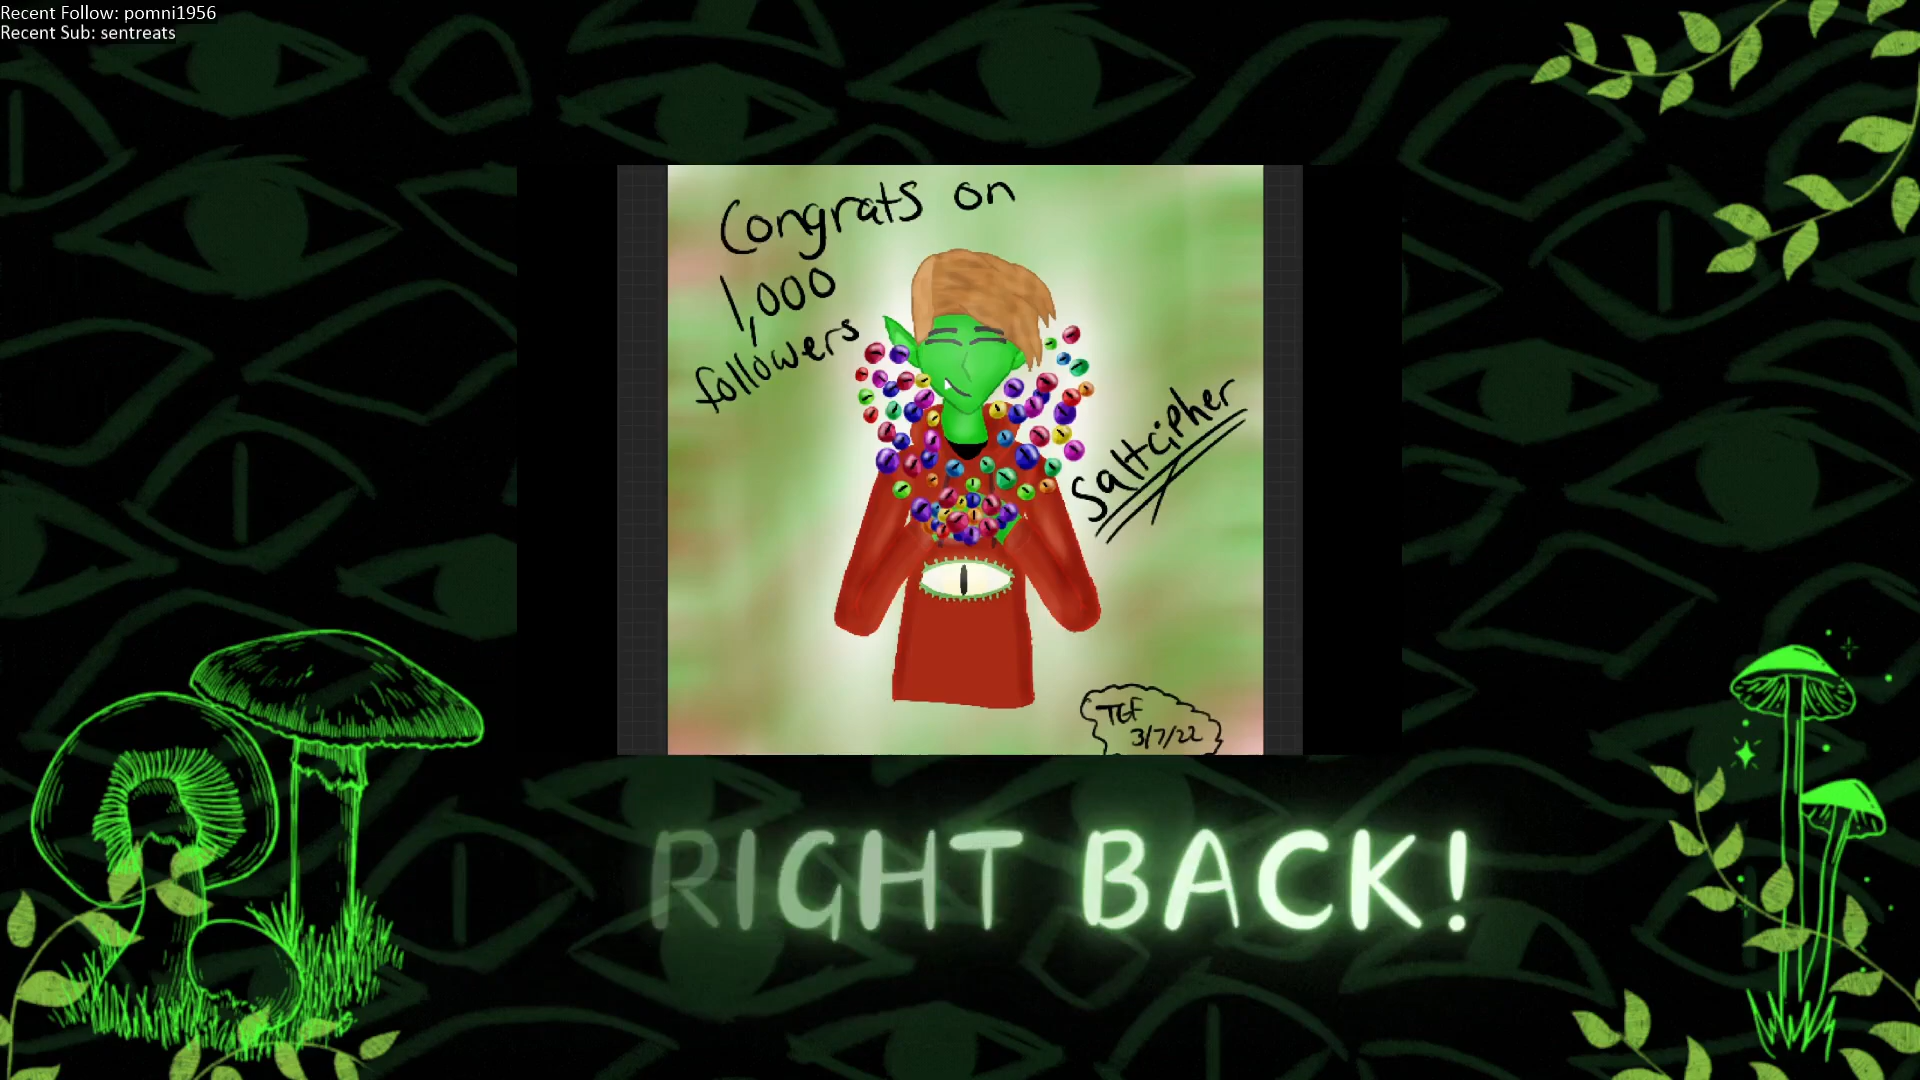 Recent Follow: pomni1956
Recent Sub: sentreats
Congrats on
1,000
followers
Saltcipher
TGF
3/7/22
RIGHT BACK!